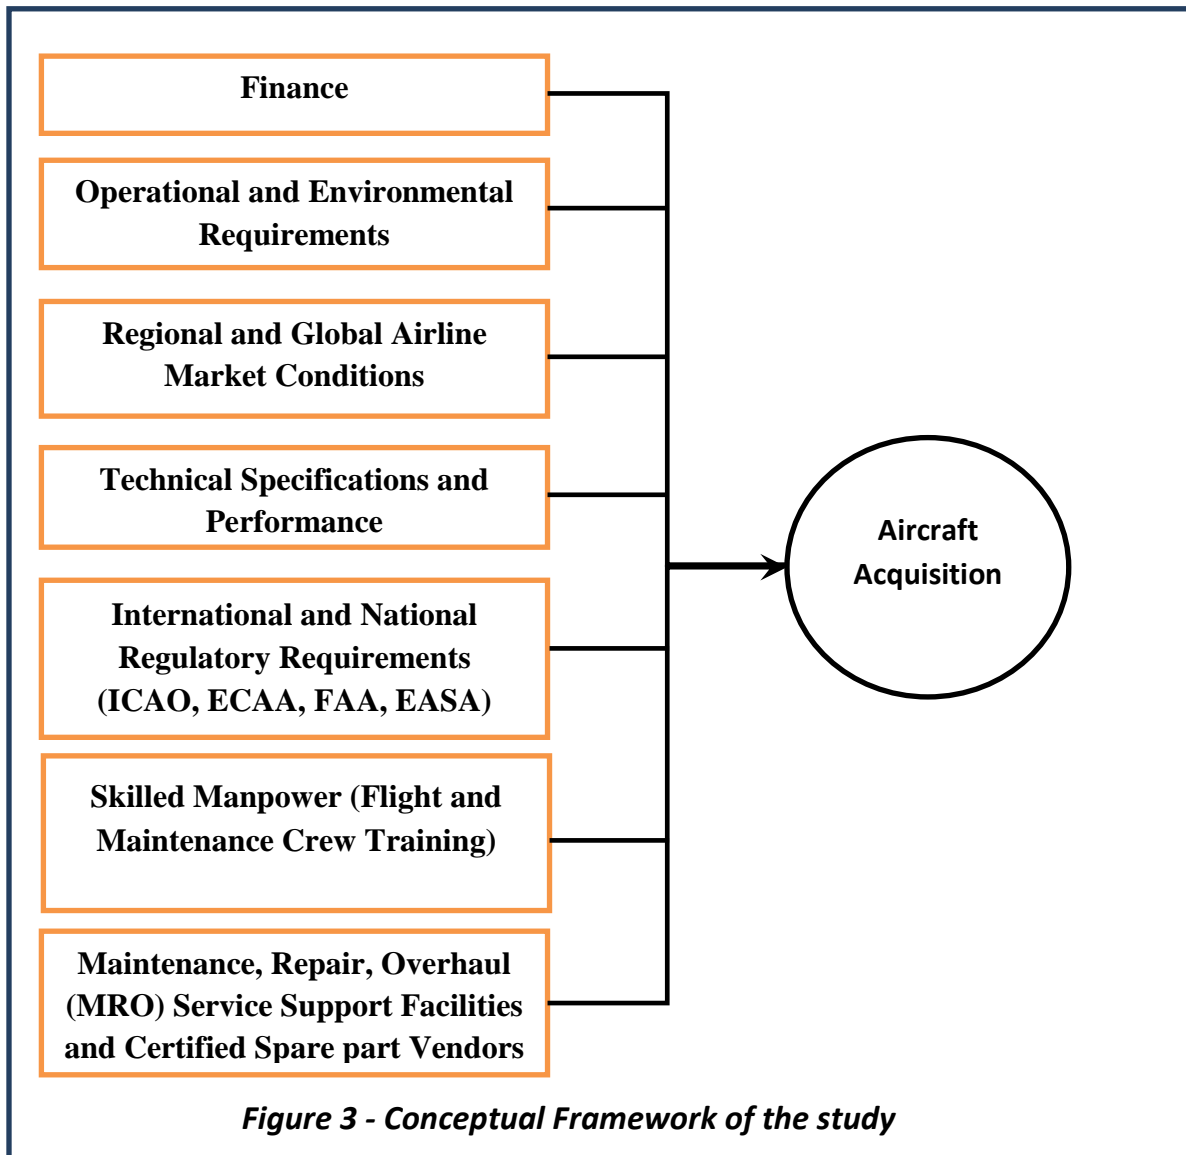 Finance
Operational and Environmental
Requirements
Regional and Global Airline
Market Conditions
Technical Specifications and
Performance
International and National
Regulatory Requirements
(ICAO, ECAA, FAA, EASA)
Skilled Manpower (Flight and
Maintenance Crew Training)
Maintenance, Repair, Overhaul
(MRO) Service Support Facilities
and Certified Spare part Vendors
Aircraft
Acquisition
Figure 3 - Conceptual Framework of the study